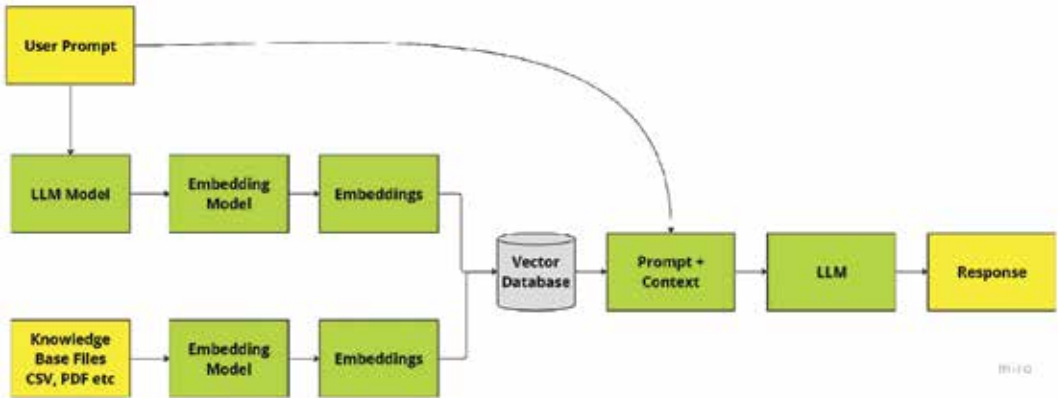 User Prompt
LLM Model
Embedding
Model
Embeddings
Vector
Database
Prompt +
Context
LLM
Response
Knowledge
Base Files
CSV, PDF etc
Embedding
Model
Embeddings
miro